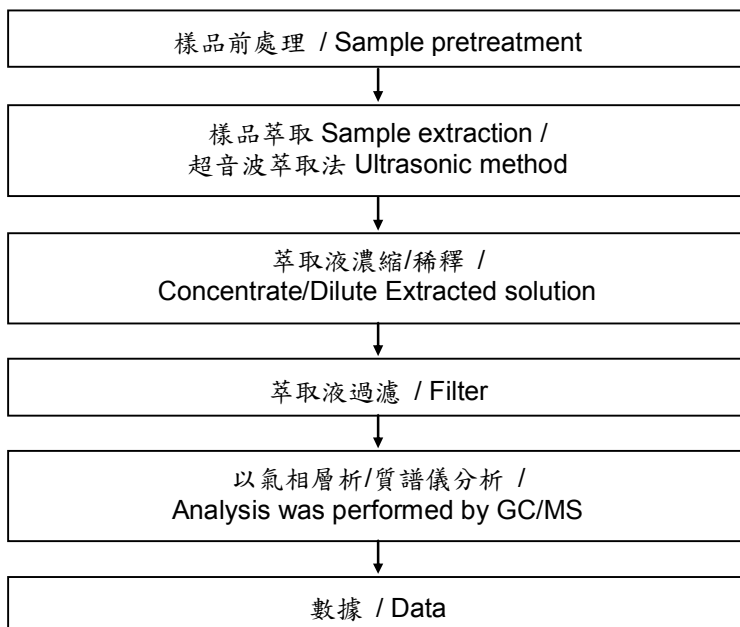 樣品前處理 / Sample pretreatment
樣品萃取 Sample extraction /
超音波萃取法 Ultrasonic method
萃取液濃縮/稀釋 /
Concentrate/Dilute Extracted solution
萃取液過濾 / Filter
以氣相層析/質譜儀分析 /
Analysis was performed by GC/MS
數據 / Data